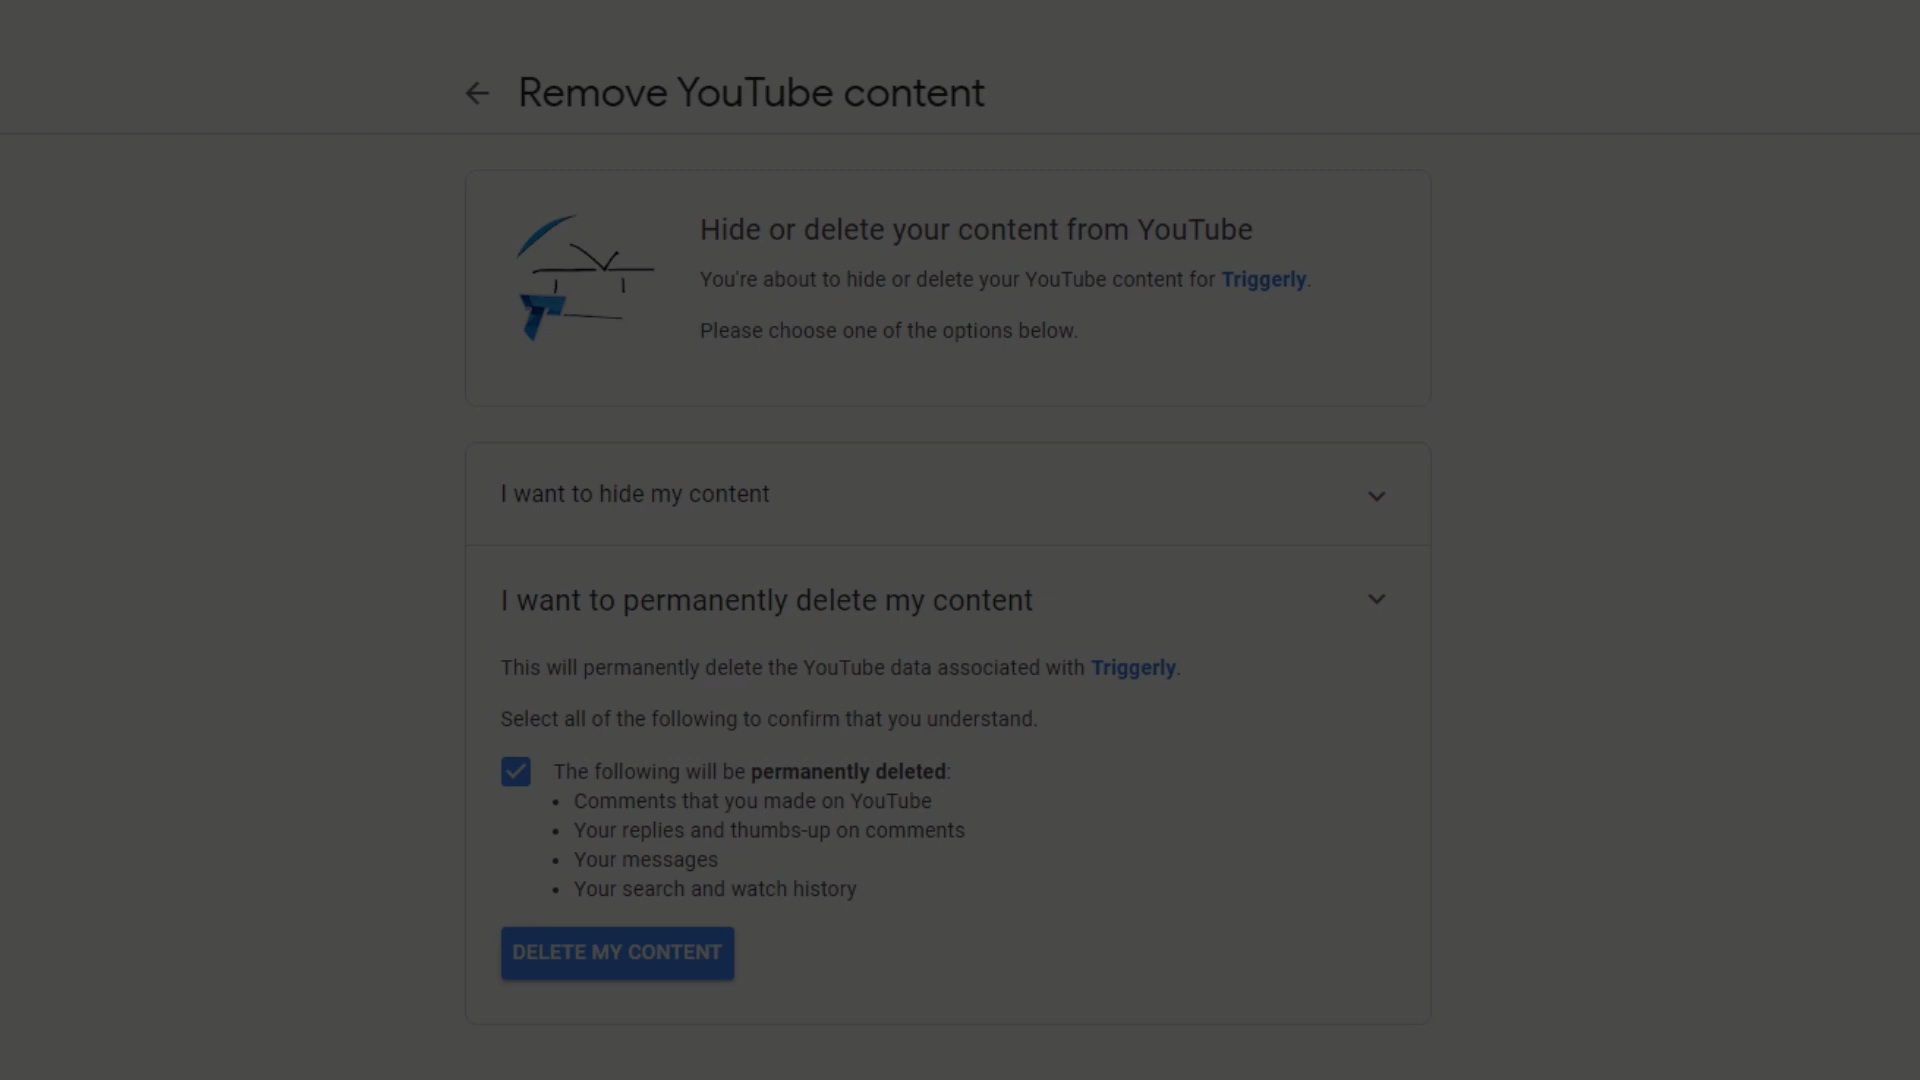 Remove YouTube content
Hide or delete your content from YouTube
You're about to hide or delete your YouTube content for Triggerly.
Please choose one of the options below.
I want to hide my content
I want to permanently delete my content
This will permanently delete the YouTube data associated with Triggerly.
Select all of the following to confirm that you understand.
The following will be permanently deleted:
• Comments that you made on YouTube
• Your replies and thumbs-up on comments
• Your messages
• Your search and watch history
DELETE MY CONTENT